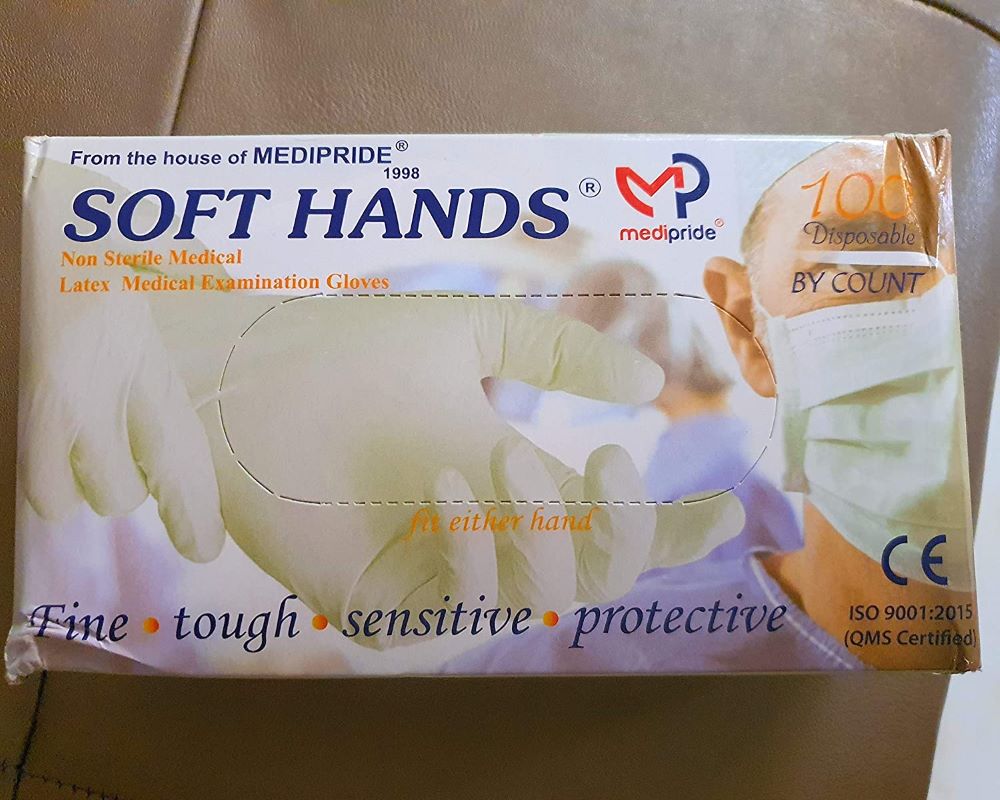 From the house of MEDIPRIDE®
1998
SOFT HANDS®
Non Sterile Medical
Latex Medical Examination Gloves
MP
medipride®
100
Disposable
BY COUNT
fit either hand
Fine • tough • sensitive • protective
CE
ISO 9001:2015
(QMS Certified)